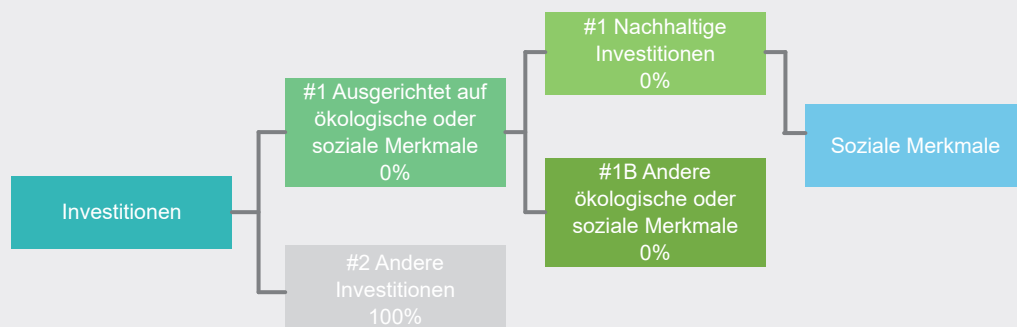 Investitionen
#1 Ausgerichtet auf
ökologische oder
soziale Merkmale
0%
#2 Andere
Investitionen
100%
#1 Nachhaltige
Investitionen
0%
#1B Andere
ökologische oder
soziale Merkmale
0%
Soziale Merkmale